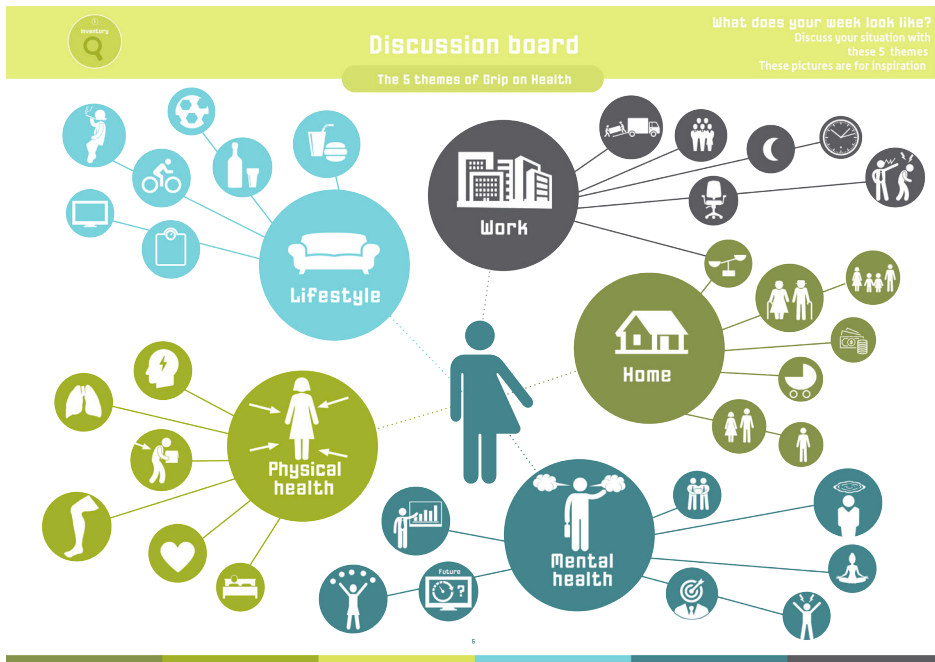 Inventory
Discussion board
The 5 themes of Grip on Health
What does your week look like?
Discuss your situation with
these 5 themes
These pictures are for inspiration
Lifestyle
Work
Home
Physical
health
Mental
health
Future
?
5